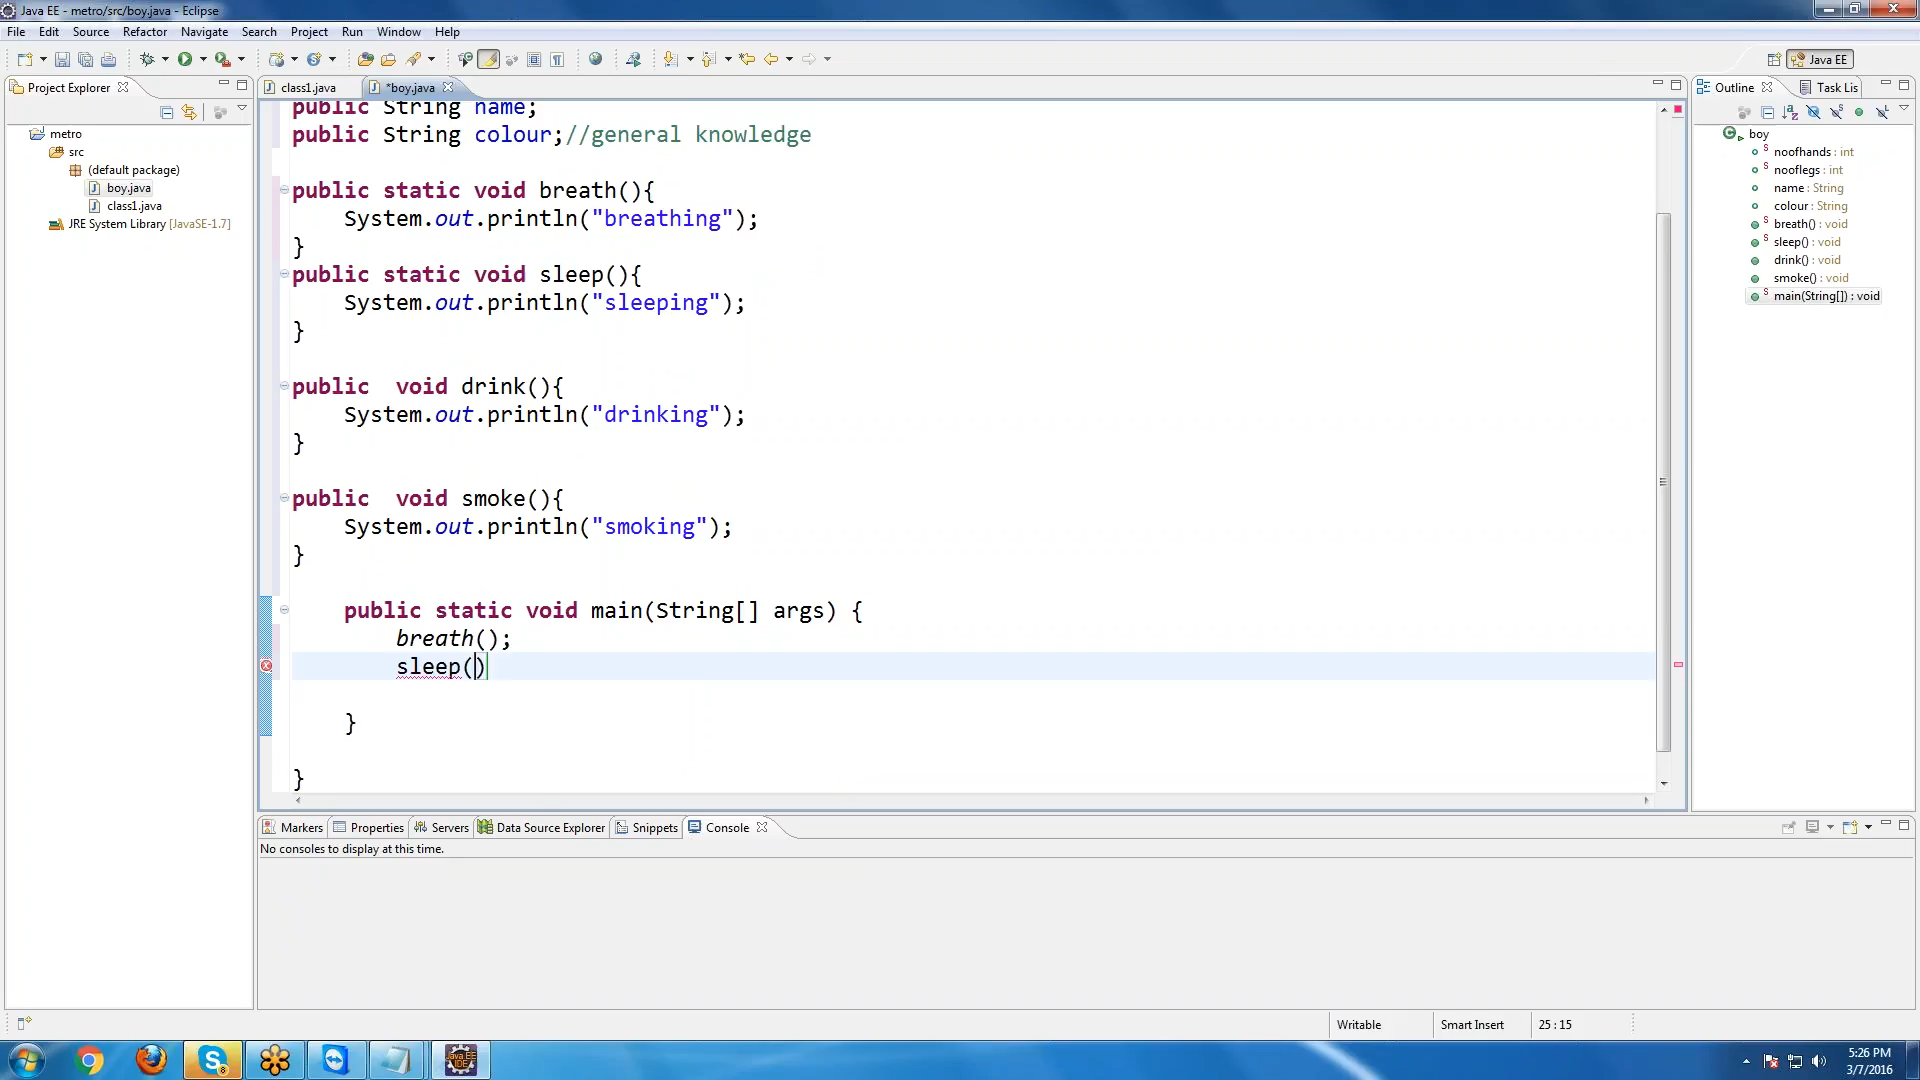 Java EE - metro/src/boy.java - Eclipse
File Edit Source Refactor Navigate Search Project Run Window Help
Java EE
Project Explorer
class1.java
*boy.java
Outline
Task Lis
metro
src
(default package)
boy.java
class1.java
JRE System Library [JavaSE-1.7]
public String name;
public String colour;//general knowledge
public static void breath(){
System.out.println("breathing");
}
public static void sleep(){
System.out.println("sleeping");
}
public  void drink(){
System.out.println("drinking");
}
public  void smoke(){
System.out.println("smoking");
}
public static void main(String[] args) {
breath();
sleep()
}
}
boy
noofhands : int
nooflegs : int
name : String
colour : String
breath() : void
sleep() : void
drink() : void
smoke() : void
main(String[]) : void
Markers Properties Servers Data Source Explorer Snippets Console
No consoles to display at this time.
Writable
Smart Insert
25 : 15
Java EE
IDE
5:26 PM
3/7/2016